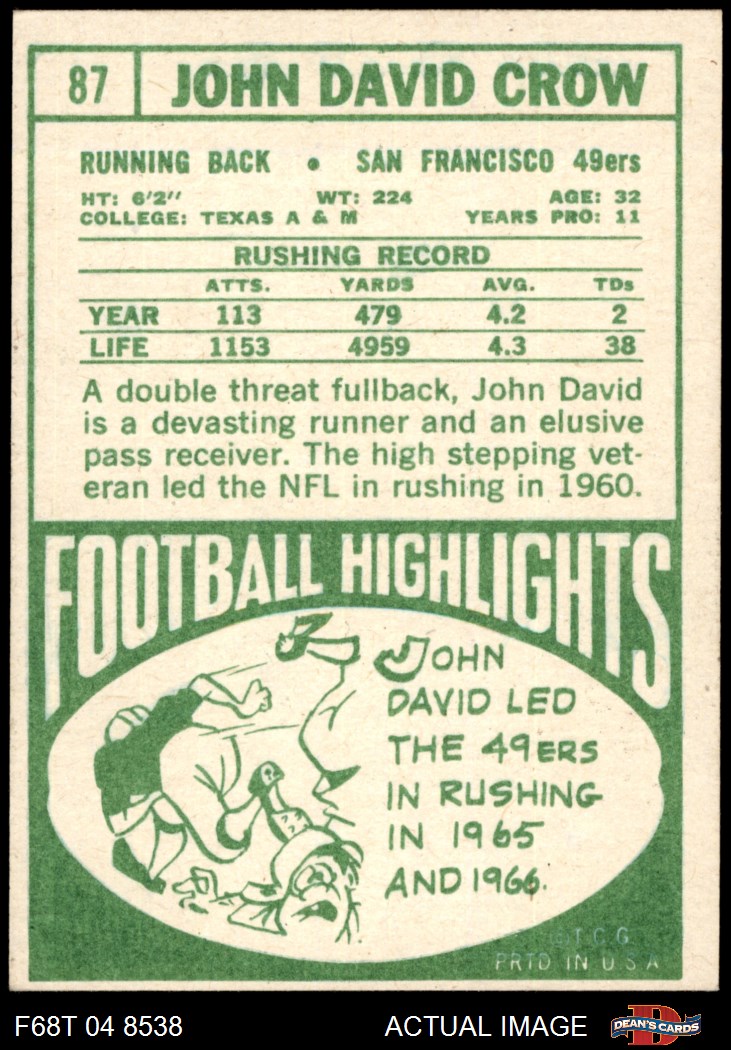 87 JOHN DAVID CROW
RUNNING BACK • SAN FRANCISCO 49ers
HT: 6'2" WT: 224 AGE: 32
COLLEGE: TEXAS A & M YEARS PRO: 11
RUSHING RECORD
ATTS. YARDS AVG. TDs
YEAR 113 479 4.2 2
LIFE 1153 4959 4.3 38
A double threat fullback, John David
is a devasting runner and an elusive
pass receiver. The high stepping vet-
eran led the NFL in rushing in 1960.
FOOTBALL HIGHLIGHTS
JOHN
DAVID LED
THE 49ERS
IN RUSHING
IN 1965
AND 1966.
© T.C.G.
PRTD IN U S A
F68T 04 8538 ACTUAL IMAGE DEAN'S CARDS